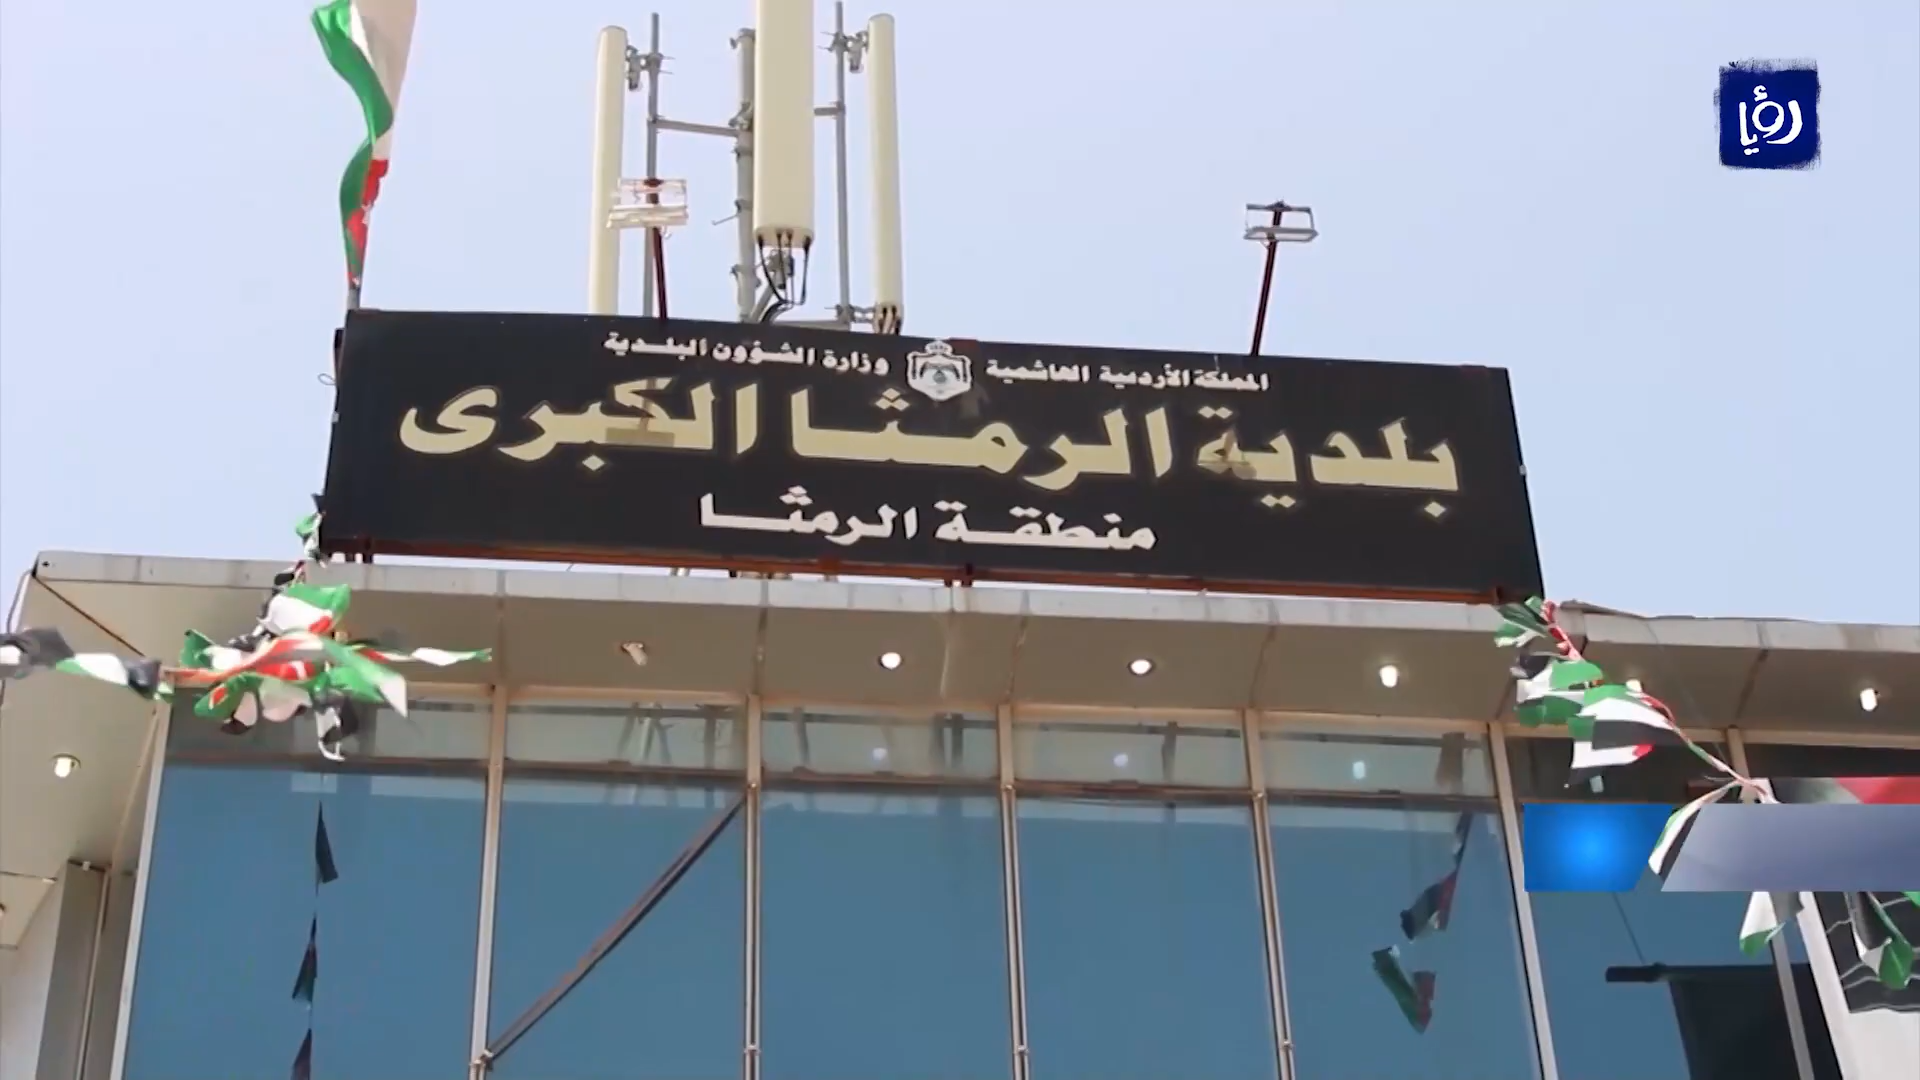 رؤيا
المملكة الأردنية الهاشمية وزارة الشؤون البلدية
بلدية الرمثا الكبرى
منطقة الرمثا